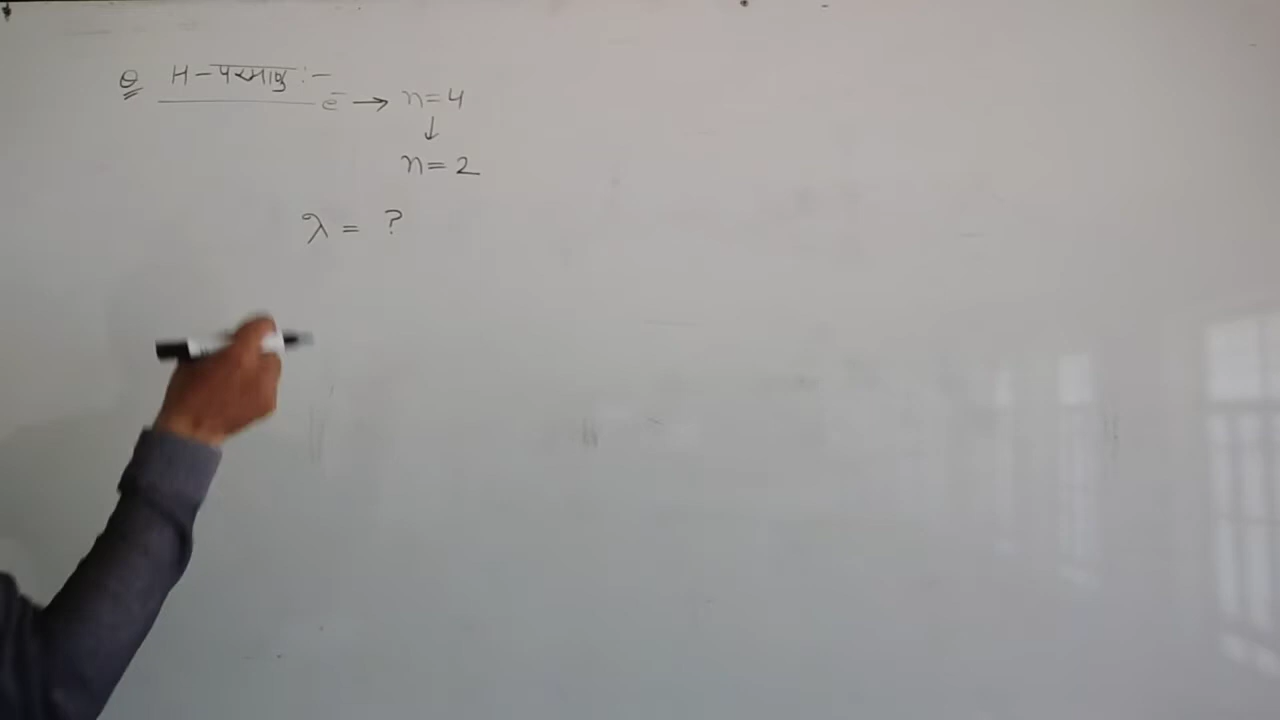 Q H-परमाणु :-
e⁻ → n=4
↓
n=2
λ = ?